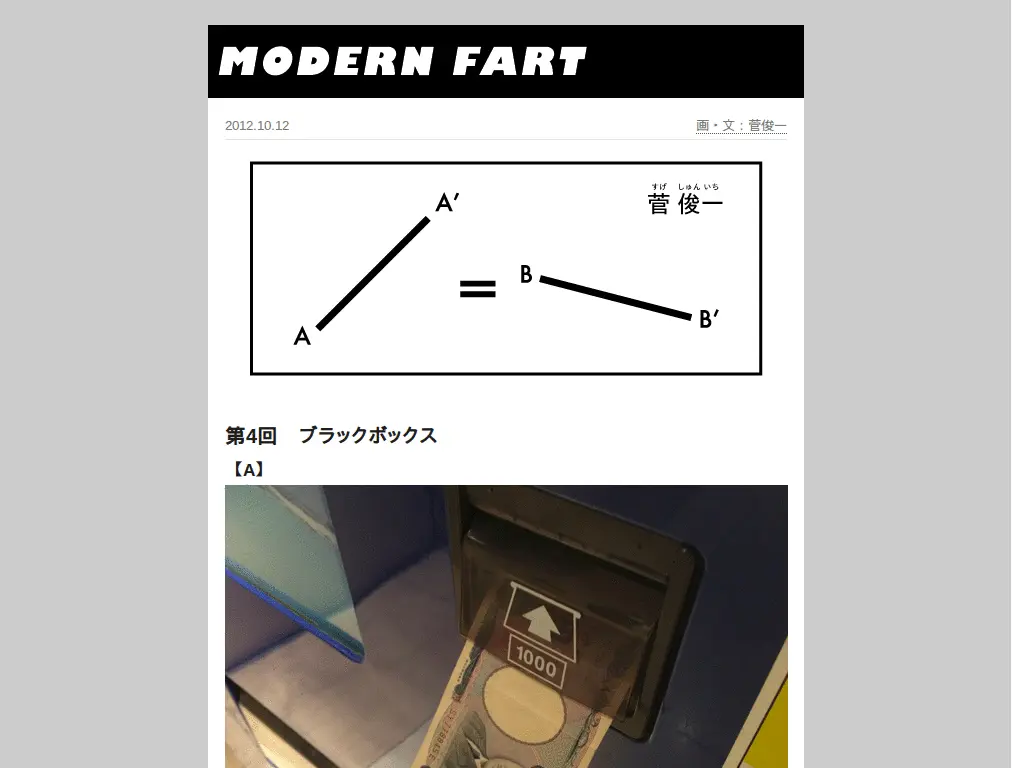 MODERN FART
2012.10.12
画・文：菅俊一
A′
すげ しゅん いち
菅 俊一
B
=
B′
A
第4回　ブラックボックス
【A】
1000